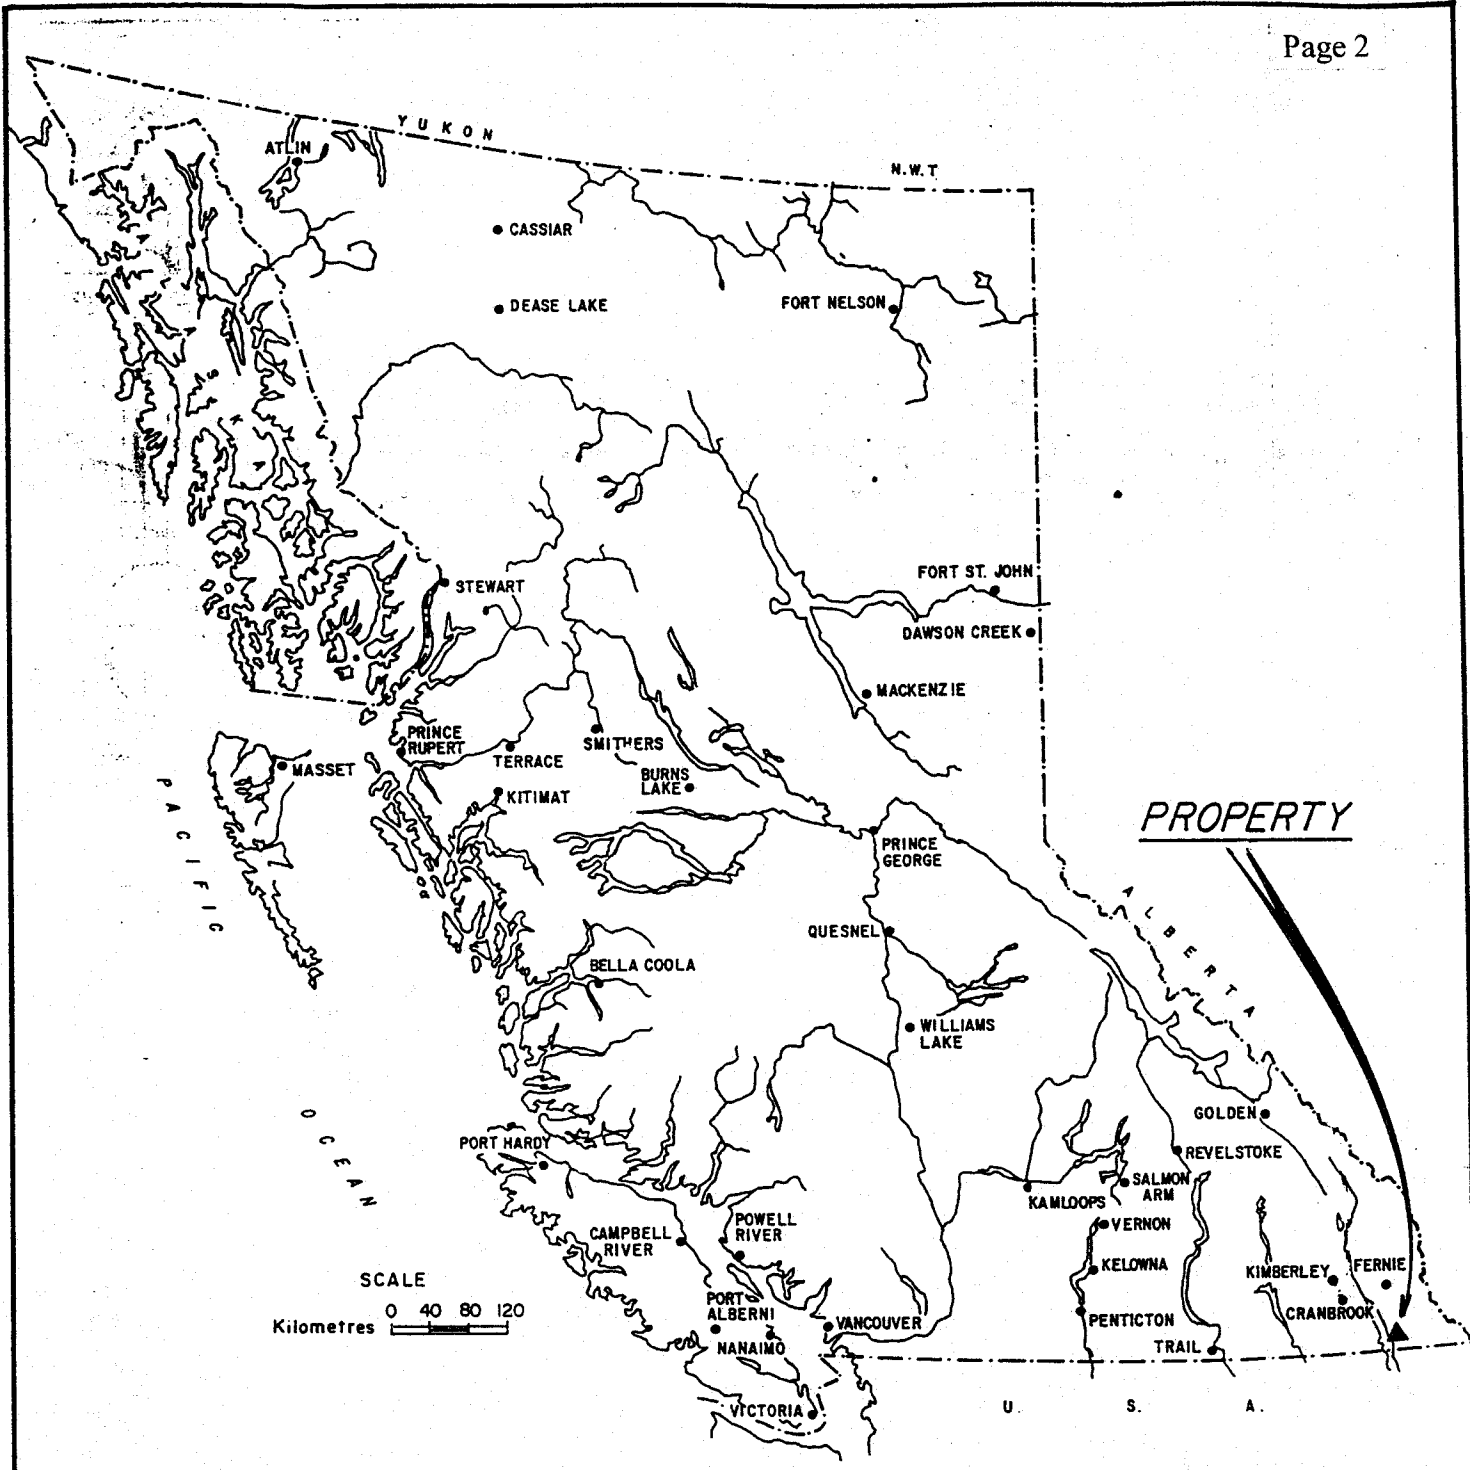 Page 2
YUKON
ATLIN
N.W.T
CASSIAR
DEASE LAKE
FORT NELSON
ALASKA
STEWART
FORT ST. JOHN
DAWSON CREEK
MACKENZIE
PRINCE
RUPERT
TERRACE
SMITHERS
MASSET
BURNS
LAKE
KITIMAT
PACIFIC
PROPERTY
PRINCE
GEORGE
ALBERTA
QUESNEL
BELLA COOLA
WILLIAMS
LAKE
OCEAN
GOLDEN
PORT HARDY
REVELSTOKE
SALMON
ARM
KAMLOOPS
POWELL
RIVER
VERNON
CAMPBELL
RIVER
KELOWNA
KIMBERLEY
FERNIE
SCALE
0 40 80 120
Kilometres
PORT
ALBERNI
CRANBROOK
PENTICTON
VANCOUVER
NANAIMO
TRAIL
VICTORIA
U. S. A.